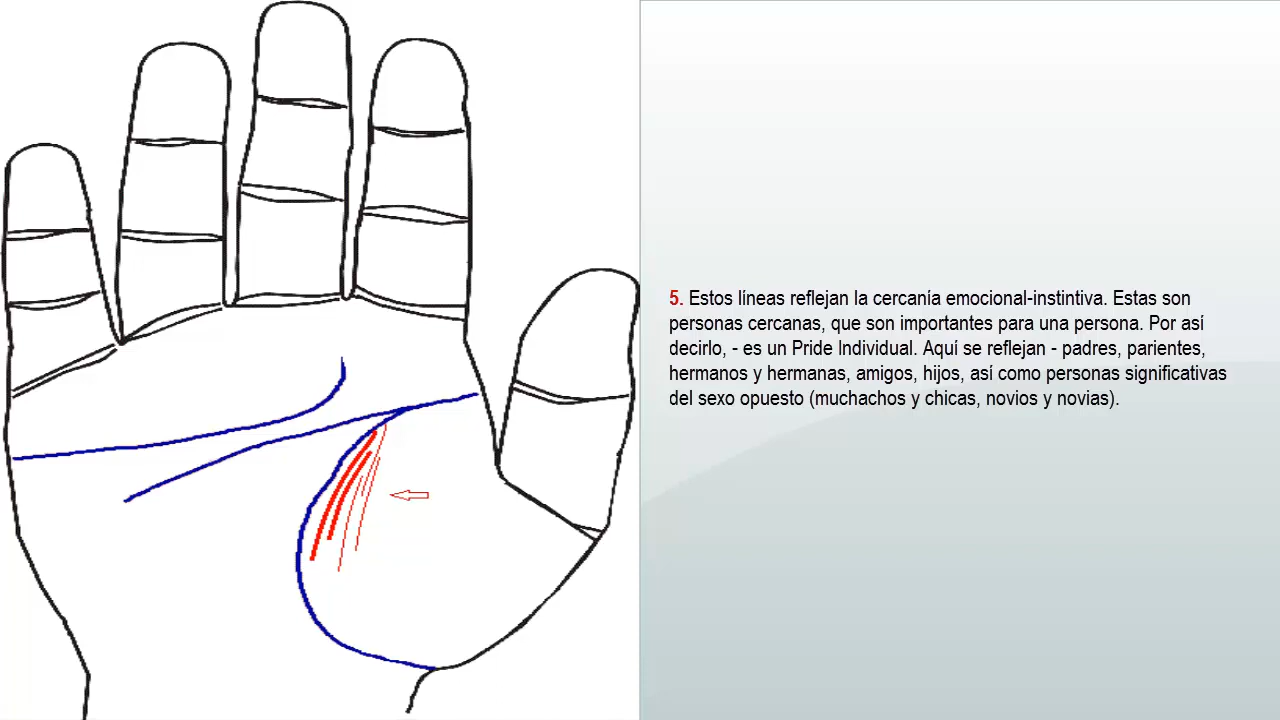 5. Estos líneas reflejan la cercanía emocional-instintiva. Estas son
personas cercanas, que son importantes para una persona. Por así
decirlo, - es un Pride Individual. Aquí se reflejan - padres, parientes,
hermanos y hermanas, amigos, hijos, así como personas significativas
del sexo opuesto (muchachos y chicas, novios y novias).